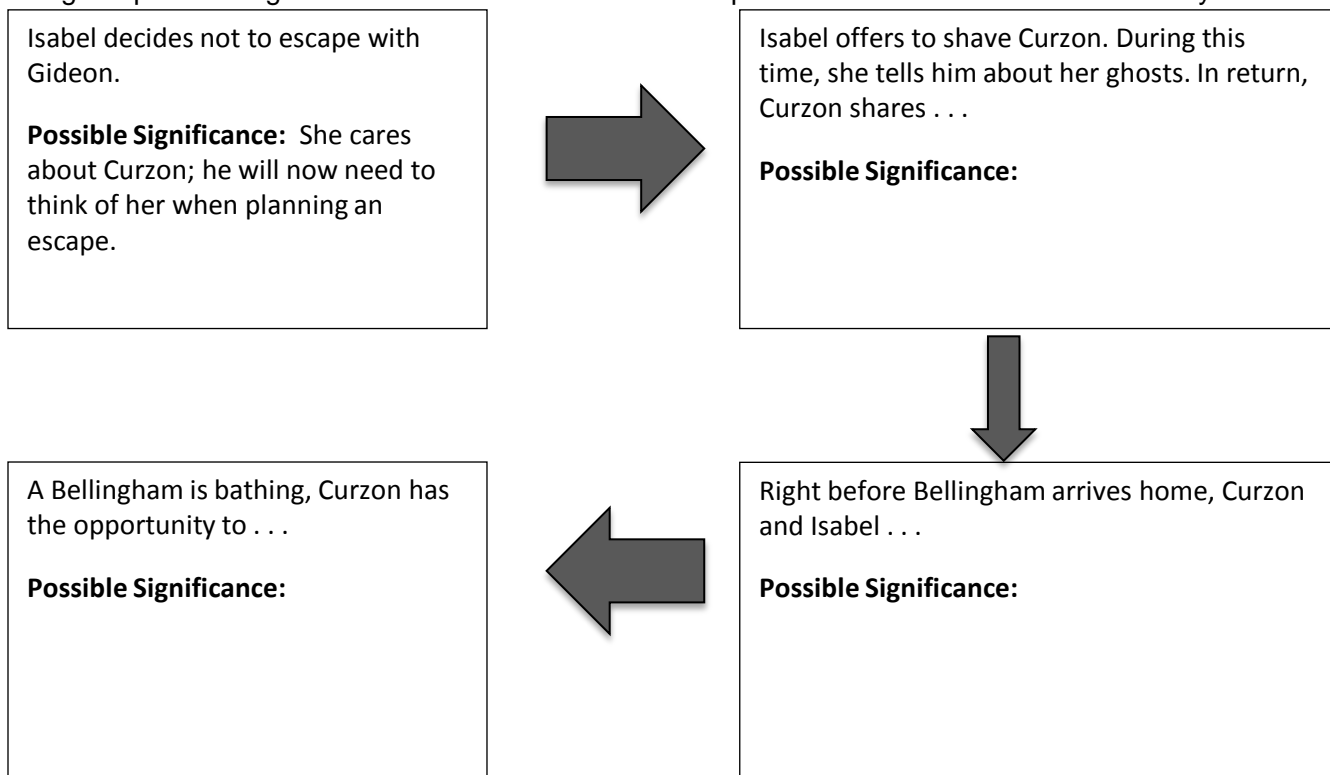 Isabel decides not to escape with
Gideon.
Possible Significance: She cares
about Curzon; he will now need to
think of her when planning an
escape.
Isabel offers to shave Curzon. During this
time, she tells him about her ghosts. In return,
Curzon shares . . .
Possible Significance:
Right before Bellingham arrives home, Curzon
and Isabel . . .
Possible Significance:
A Bellingham is bathing, Curzon has
the opportunity to . . .
Possible Significance: